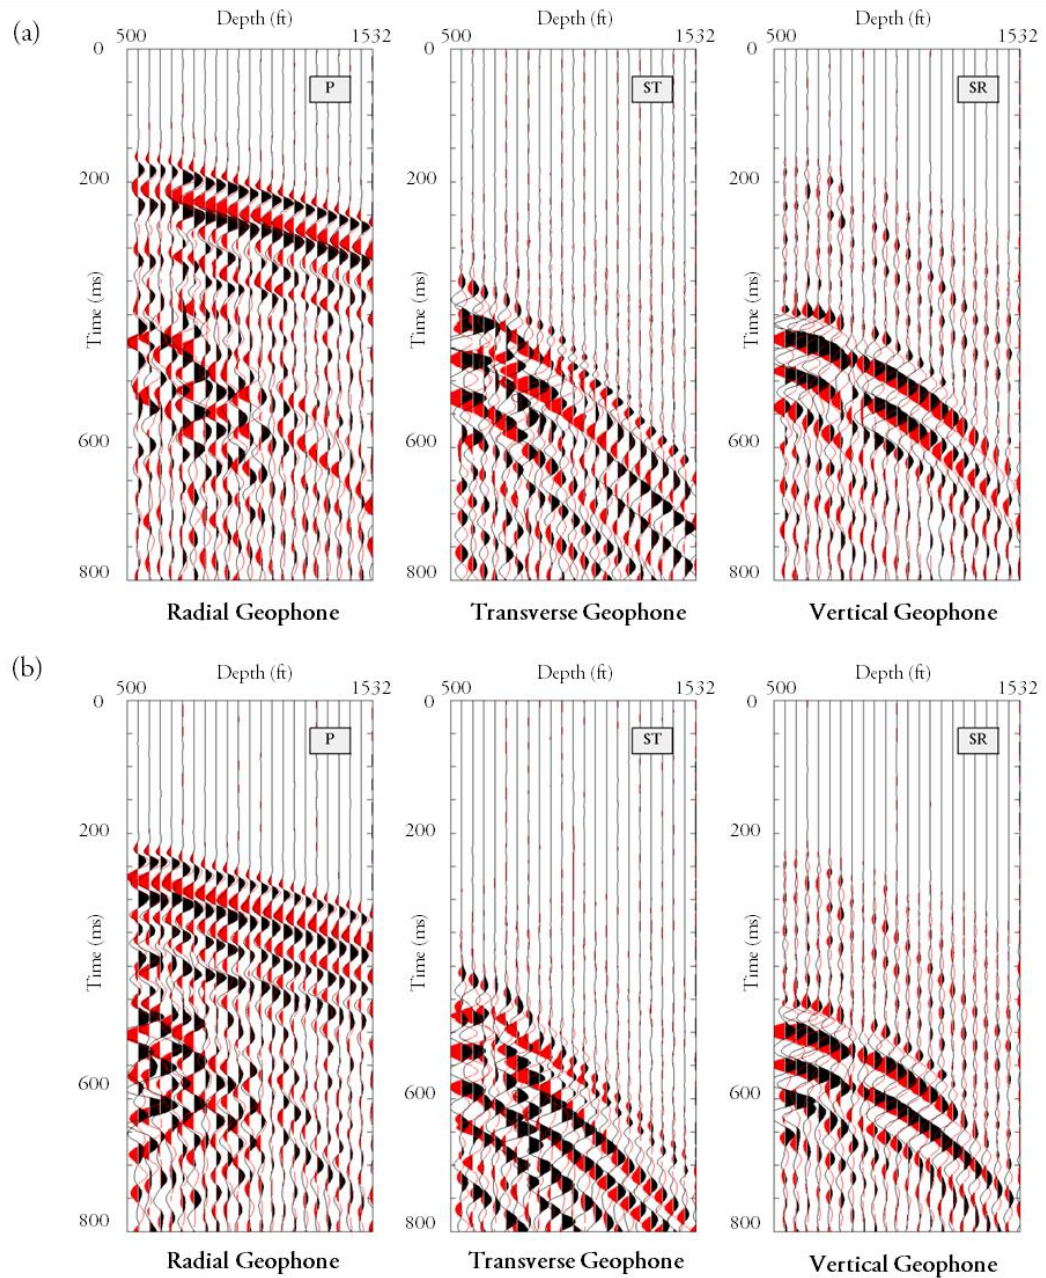 (a)
Depth (ft) Depth (ft) Depth (ft)
500 1532 500 1532 500 1532
0 0 0
P ST SR
200 200 200
Time (ms) Time (ms) Time (ms)
600 600 600
800 800 800
Radial Geophone Transverse Geophone Vertical Geophone
(b)
Depth (ft) Depth (ft) Depth (ft)
500 1532 500 1532 500 1532
0 0 0
P ST SR
200 200 200
Time (ms) Time (ms) Time (ms)
600 600 600
800 800 800
Radial Geophone Transverse Geophone Vertical Geophone